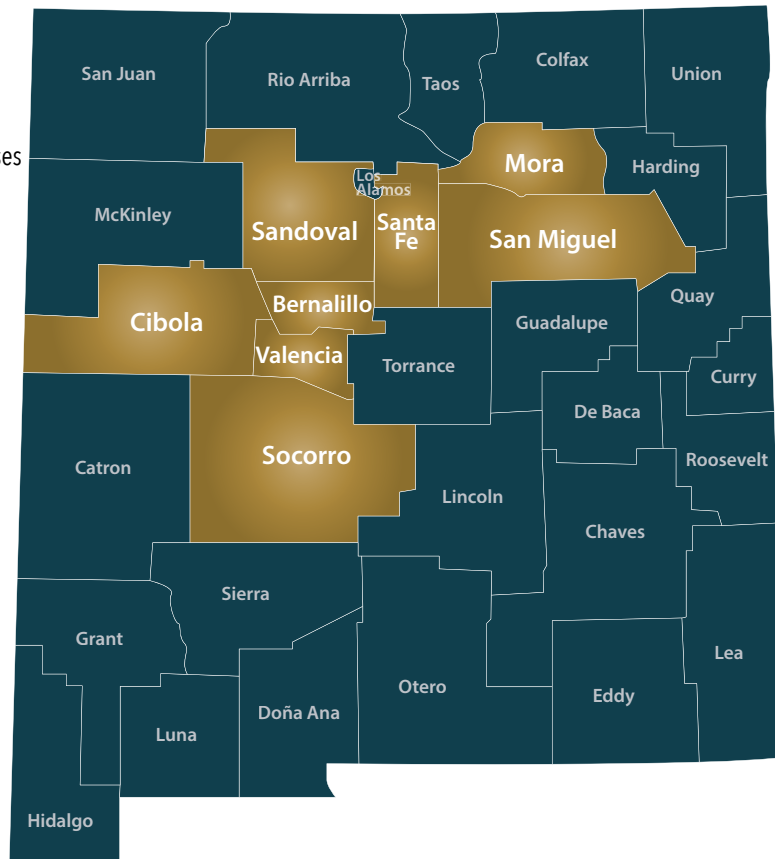 San Juan
Rio Arriba
Taos
Colfax
Union
ses
McKinley
Sandoval
Los
Alamos
Santa
Fe
Mora
Harding
San Miguel
Cibola
Bernalillo
Valencia
Torrance
Guadalupe
Quay
Curry
De Baca
Roosevelt
Catron
Socorro
Lincoln
Chaves
Sierra
Grant
Lea
Otero
Eddy
Doña Ana
Luna
Hidalgo